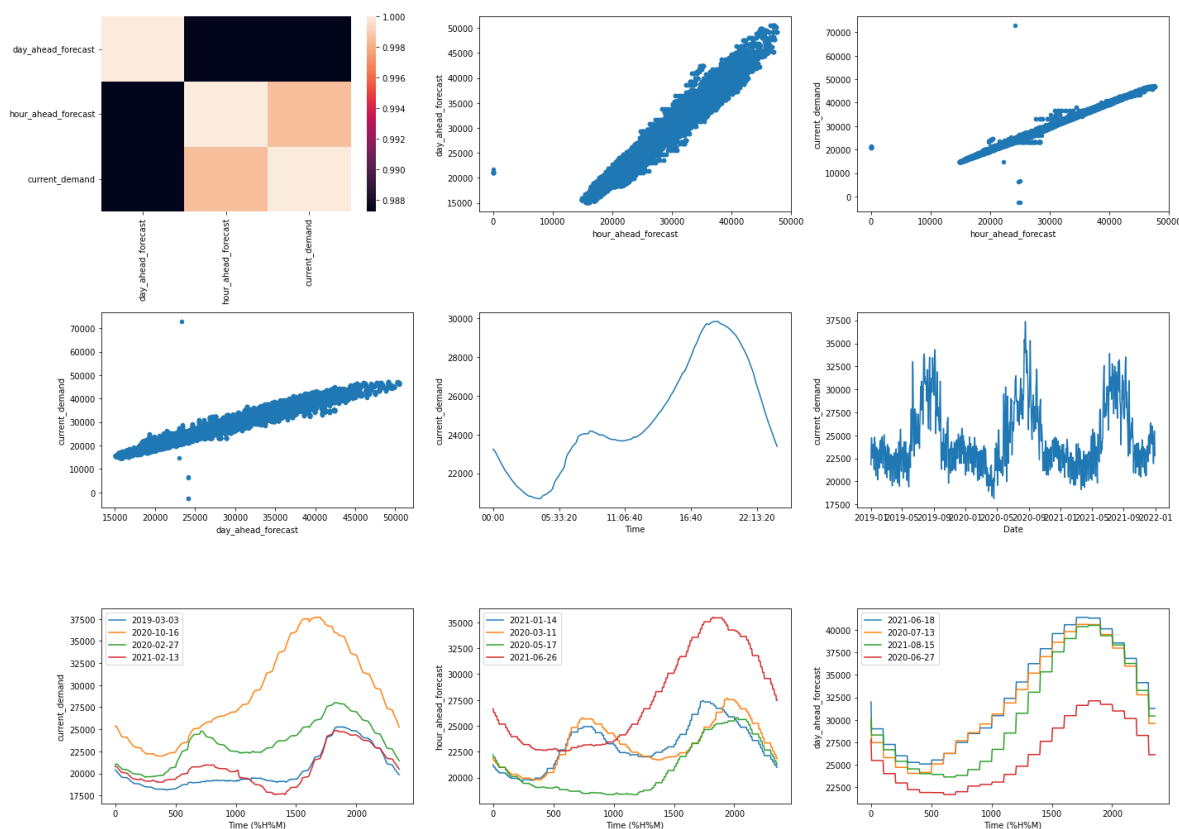 day_ahead_forecast
hour_ahead_forecast
current_demand
day_ahead_forecast
hour_ahead_forecast
current_demand
1.000
0.998
0.996
0.994
0.992
0.990
0.988
day_ahead_forecast
50000
45000
40000
35000
30000
25000
20000
15000
0 10000 20000 30000 40000 50000
hour_ahead_forecast
current_demand
70000
60000
50000
40000
30000
20000
10000
0
0 10000 20000 30000 40000 50000
hour_ahead_forecast
current_demand
70000
60000
50000
40000
30000
20000
10000
0
15000 20000 25000 30000 35000 40000 45000 50000
day_ahead_forecast
current_demand
30000
28000
26000
24000
22000
00:00 05:33:20 11:06:40 16:40 22:13:20
Time
current_demand
37500
35000
32500
30000
27500
25000
22500
20000
17500
2019-01 2019-05 2019-09 2020-01 2020-05 2020-09 2021-01 2021-05 2021-09 2022-01
Date
current_demand
37500
35000
32500
30000
27500
25000
22500
20000
17500
2019-03-03
2020-10-16
2020-02-27
2021-02-13
0 500 1000 1500 2000
Time (%H%M)
hour_ahead_forecast
35000
32500
30000
27500
25000
22500
20000
2021-01-14
2020-03-11
2020-05-17
2021-06-26
0 500 1000 1500 2000
Time (%H%M)
day_ahead_forecast
40000
37500
35000
32500
30000
27500
25000
22500
2021-06-18
2020-07-13
2021-08-15
2020-06-27
0 500 1000 1500 2000
Time (%H%M)